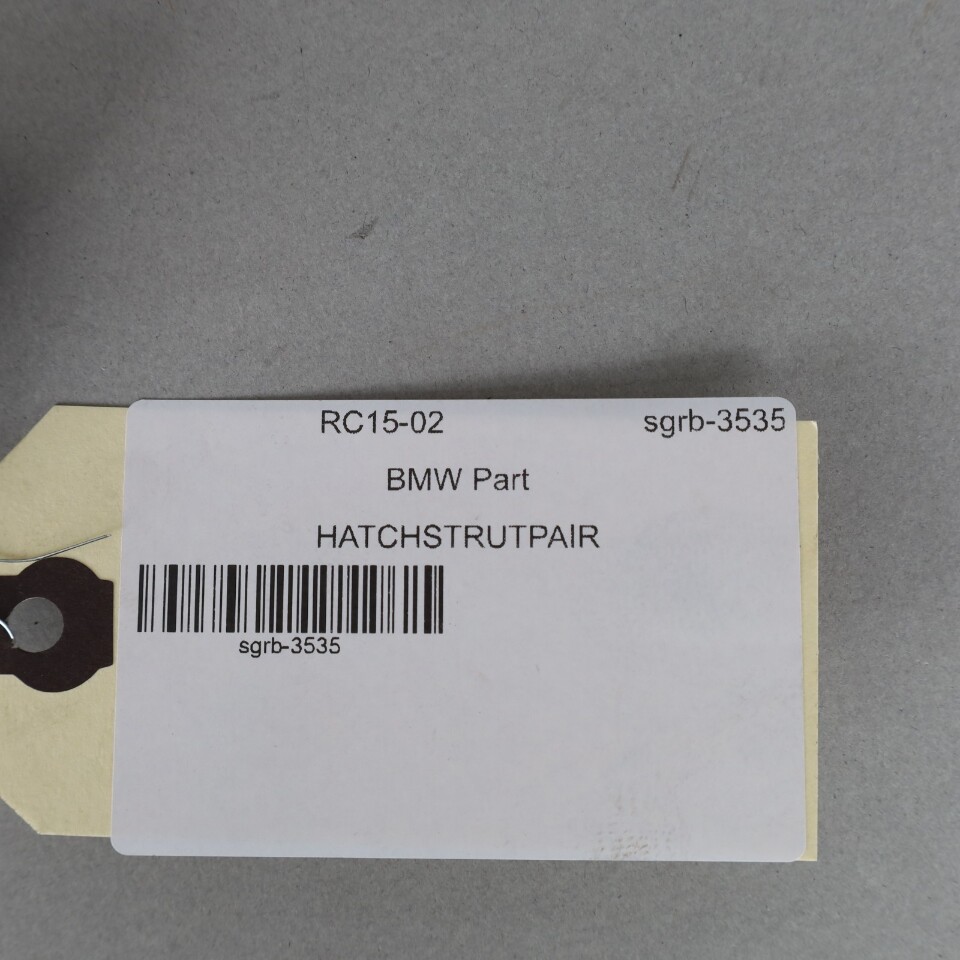 RC15-02 sgrb-3535
BMW Part
HATCHSTRUTPAIR
sgrb-3535